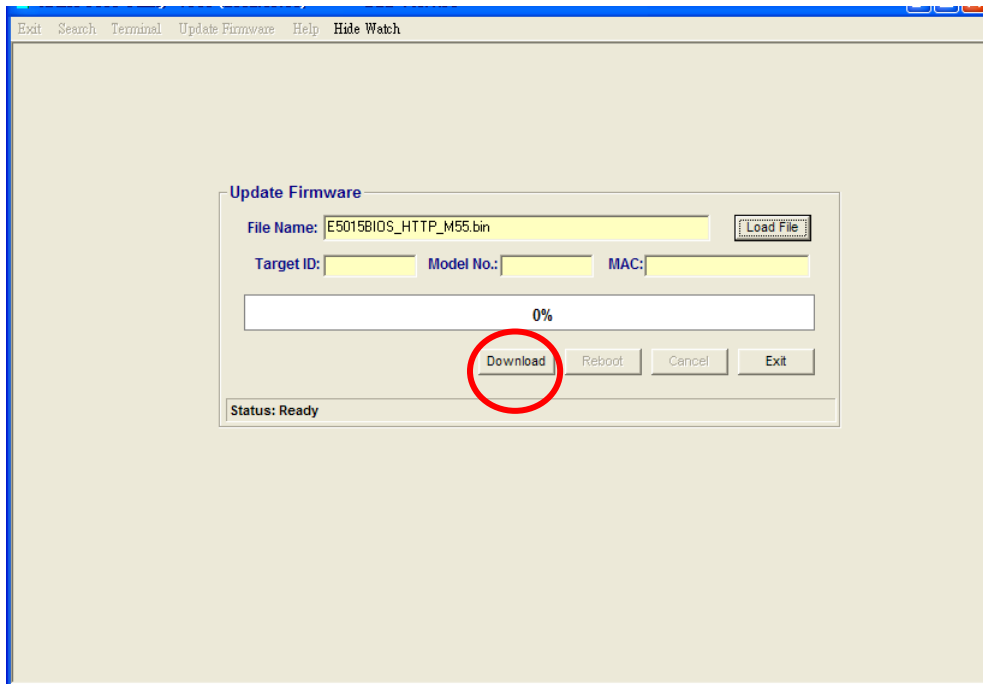 Exit Search Terminal Update Firmware Help Hide Watch
Update Firmware
File Name: E5015BIOS_HTTP_M55.bin Load File
Target ID: Model No.: MAC:
0%
Download Reboot Cancel Exit
Status: Ready